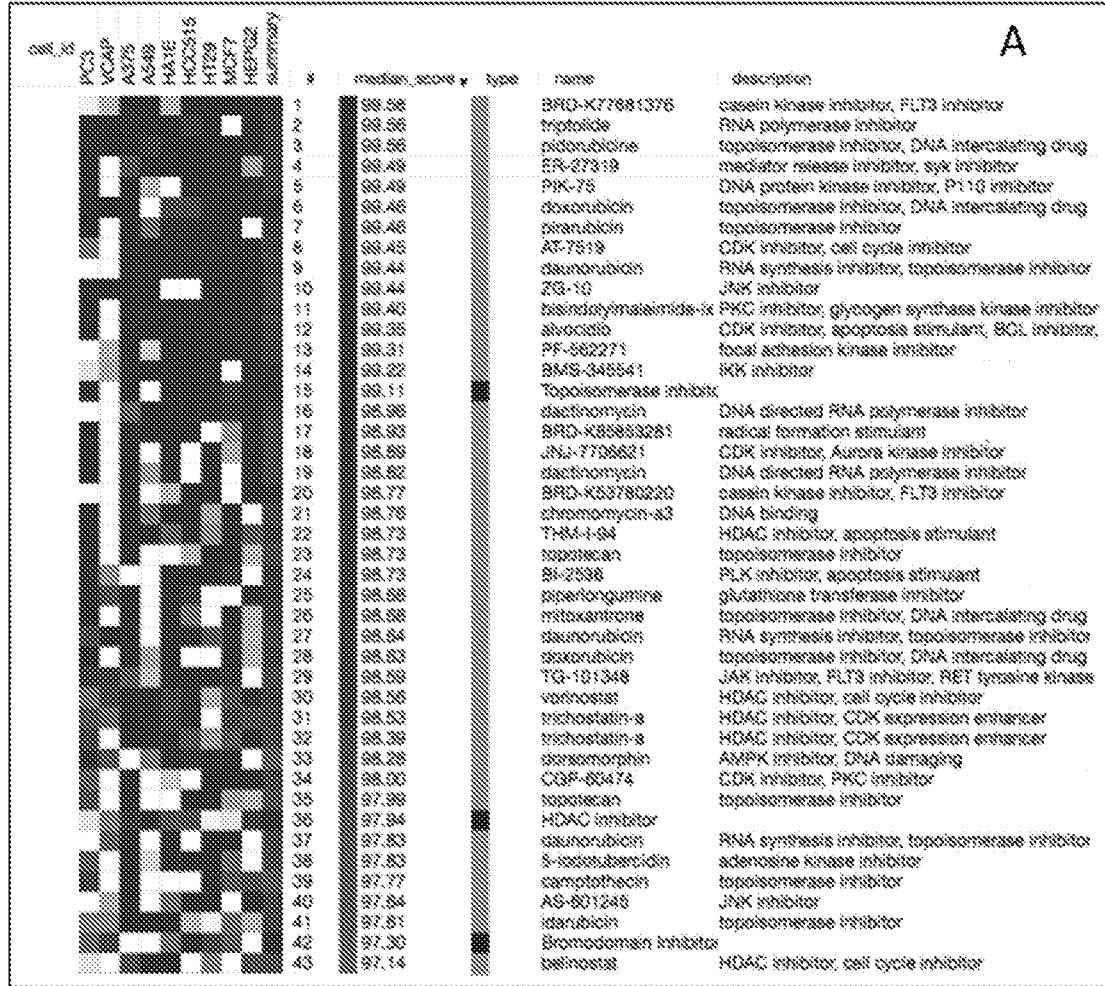 A
cell_id PC3 VCAP A375 A549 HA1E HCC515 HT29 MCF7 HEPG2 summary
# median_score type name description
1 99.58 BRD-K77681376 casein kinase inhibitor, FLT3 inhibitor
2 99.56 triptolide RNA polymerase inhibitor
3 99.56 pidorubicine topoisomerase inhibitor, DNA intercalating drug
4 99.49 ER-27319 mediator release inhibitor, syk inhibitor
5 99.49 PIK-75 DNA protein kinase inhibitor, P110 inhibitor
6 99.46 doxorubicin topoisomerase inhibitor, DNA intercalating drug
7 99.46 pirarubicin topoisomerase inhibitor
8 99.45 AT-7519 CDK inhibitor, cell cycle inhibitor
9 99.44 daunorubicin RNA synthesis inhibitor, topoisomerase inhibitor
10 99.44 ZG-10 JNK inhibitor
11 99.40 bisindolylmaleimide-ix PKC inhibitor, glycogen synthase kinase inhibitor
12 99.35 alvocidib CDK inhibitor, apoptosis stimulant, BCL inhibitor,
13 99.31 PF-562271 focal adhesion kinase inhibitor
14 99.22 BMS-345541 IKK inhibitor
15 99.11 Topoisomerase inhibitc
16 98.96 dactinomycin DNA directed RNA polymerase inhibitor
17 98.93 BRD-K85853281 radical formation stimulant
18 98.89 JNJ-7706621 CDK inhibitor, Aurora kinase inhibitor
19 98.82 dactinomycin DNA directed RNA polymerase inhibitor
20 98.77 BRD-K53780220 casein kinase inhibitor, FLT3 inhibitor
21 98.76 chromomycin-a3 DNA binding
22 98.73 THM-I-94 HDAC inhibitor, apoptosis stimulant
23 98.73 topotecan topoisomerase inhibitor
24 98.73 BI-2536 PLK inhibitor, apoptosis stimulant
25 98.68 piperlongumine glutathione transferase inhibitor
26 98.68 mitoxantrone topoisomerase inhibitor, DNA intercalating drug
27 98.64 daunorubicin RNA synthesis inhibitor, topoisomerase inhibitor
28 98.63 doxorubicin topoisomerase inhibitor, DNA intercalating drug
29 98.59 TG-101348 JAK inhibitor, FLT3 inhibitor, RET tyrosine kinase
30 98.56 vorinostat HDAC inhibitor, cell cycle inhibitor
31 98.53 trichostatin-a HDAC inhibitor, CDK expression enhancer
32 98.39 trichostatin-a HDAC inhibitor, CDK expression enhancer
33 98.28 dorsomorphin AMPK inhibitor, DNA damaging
34 98.00 CGP-60474 CDK inhibitor, PKC inhibitor
35 97.99 topotecan topoisomerase inhibitor
36 97.94 HDAC inhibitor
37 97.83 daunorubicin RNA synthesis inhibitor, topoisomerase inhibitor
38 97.83 5-iodotubercidin adenosine kinase inhibitor
39 97.77 camptothecin topoisomerase inhibitor
40 97.64 AS-601245 JNK inhibitor
41 97.61 idarubicin topoisomerase inhibitor
42 97.30 Bromodomain Inhibitor
43 97.14 belinostat HDAC inhibitor, cell cycle inhibitor